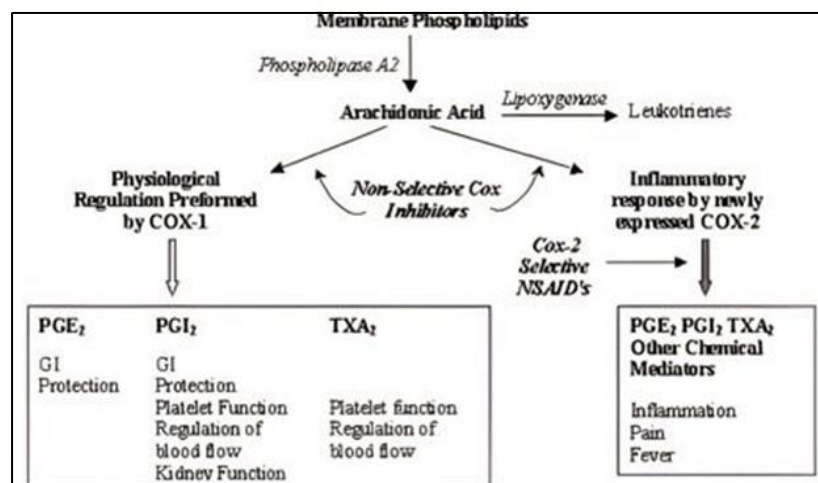 Membrane Phospholipids
Phospholipase A2
Arachidonic Acid
Lipoxygenase
Leukotrienes
Physiological
Regulation Preformed
by COX-1
Non-Selective Cox
Inhibitors
Inflammatory
response by newly
expressed COX-2
Cox-2
Selective
NSAID's
PGE₂ PGI₂ TXA₂
GI GI
Protection Protection
Platelet Function Platelet function
Regulation of Regulation of
blood flow blood flow
Kidney Function
PGE₂ PGI₂ TXA₂
Other Chemical
Mediators
Inflammation
Pain
Fever